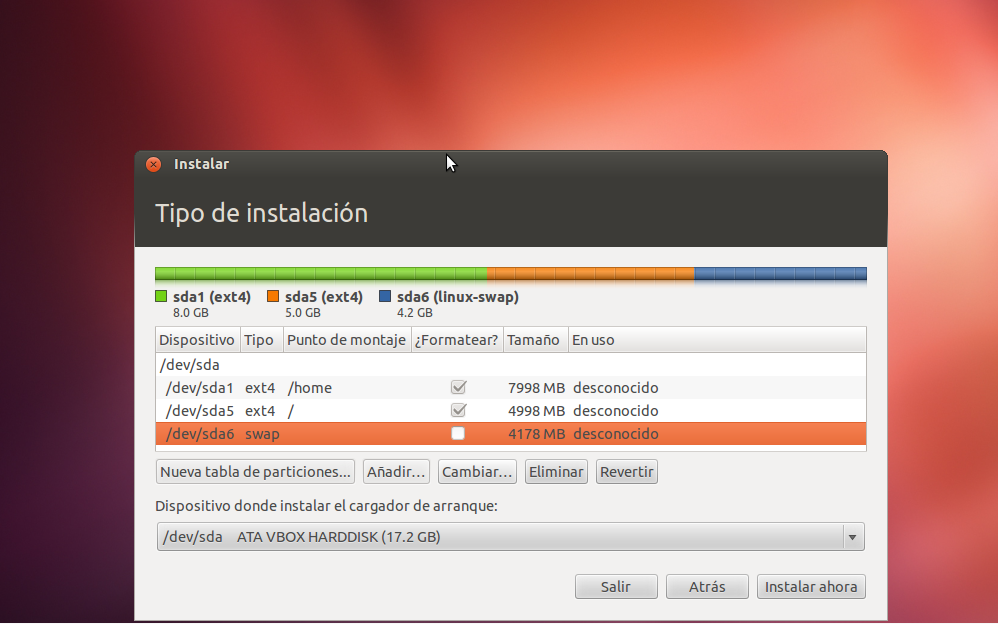 Instalar
Tipo de instalación
sda1 (ext4) sda5 (ext4) sda6 (linux-swap)
8.0 GB 5.0 GB 4.2 GB
Dispositivo Tipo Punto de montaje ¿Formatear? Tamaño En uso
/dev/sda
/dev/sda1 ext4 /home 7998 MB desconocido
/dev/sda5 ext4 / 4998 MB desconocido
/dev/sda6 swap 4178 MB desconocido
Nueva tabla de particiones... Añadir... Cambiar... Eliminar Revertir
Dispositivo donde instalar el cargador de arranque:
/dev/sda ATA VBOX HARDDISK (17.2 GB)
Salir Atrás Instalar ahora